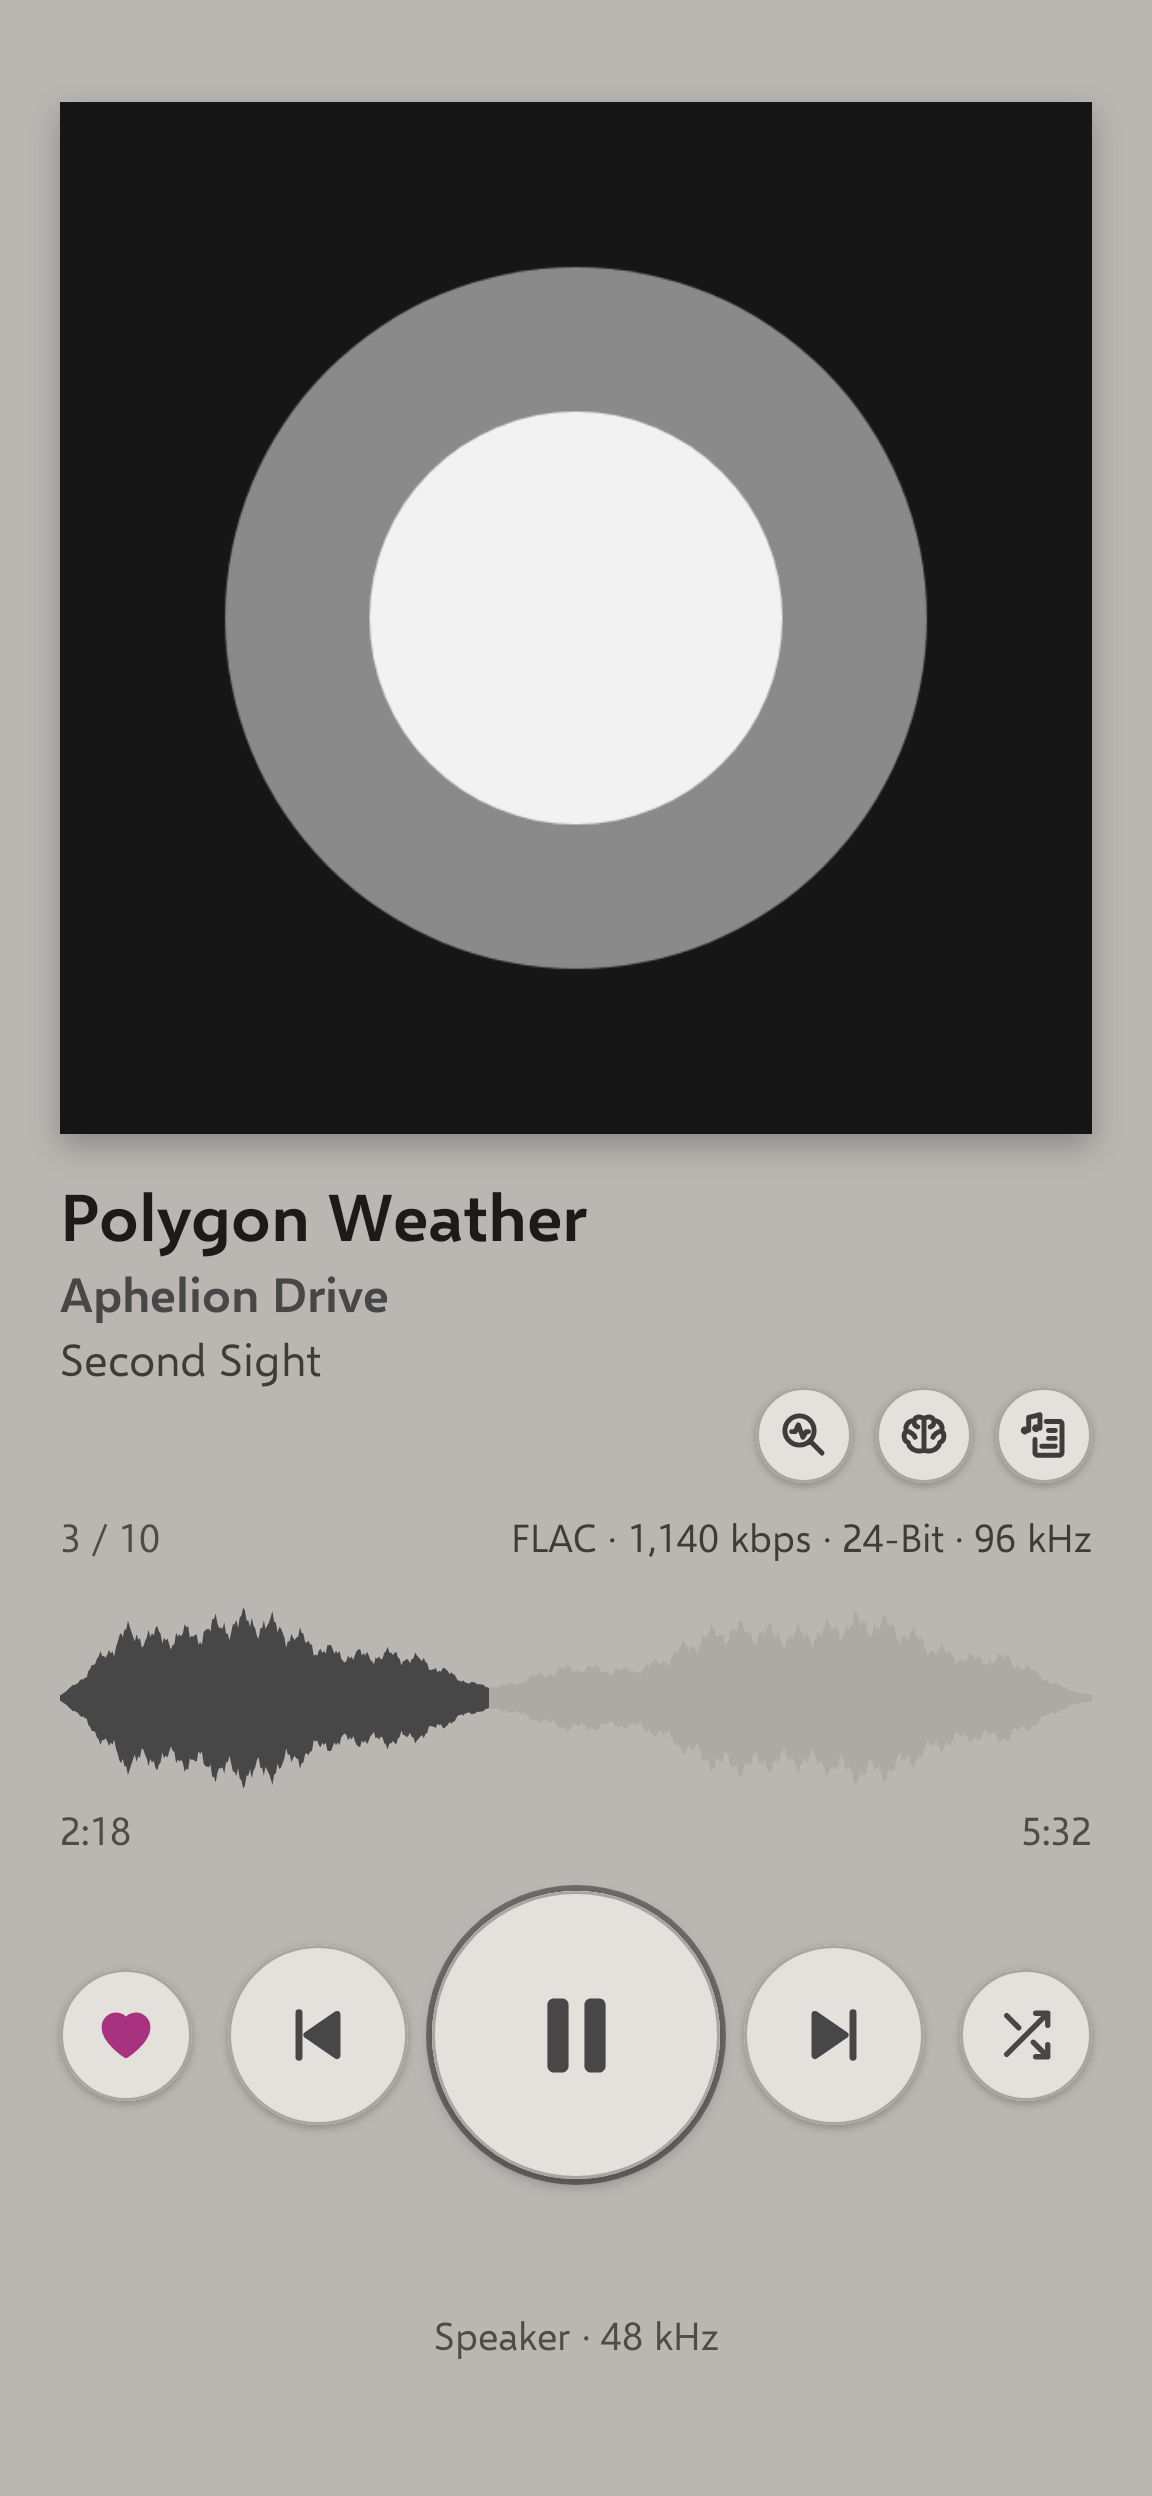 Polygon Weather
Aphelion Drive
Second Sight
3 / 10
FLAC · 1,140 kbps · 24-Bit · 96 kHz
2:18
5:32
Speaker · 48 kHz